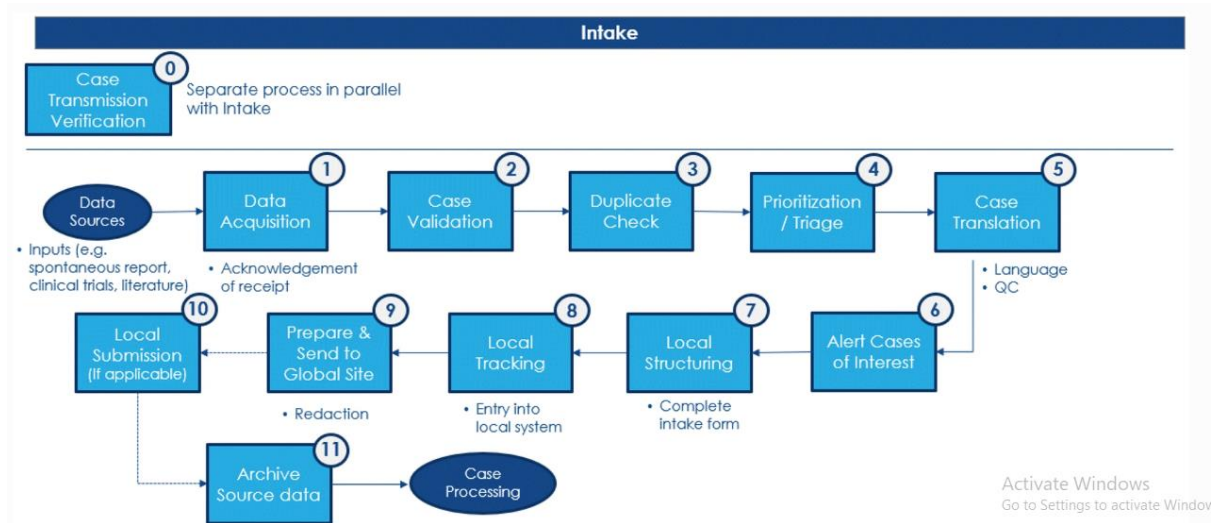 Intake
0
Case
Transmission
Verification
Separate process in parallel
with Intake
Data
Sources
• Inputs (e.g.
spontaneous report,
clinical trials, literature)
1
Data
Acquisition
• Acknowledgement
of receipt
2
Case
Validation
3
Duplicate
Check
4
Prioritization
/ Triage
5
Case
Translation
• Language
• QC
6
Alert Cases
of Interest
7
Local
Structuring
• Complete
intake form
8
Local
Tracking
• Entry into
local system
9
Prepare &
Send to
Global Site
• Redaction
10
Local
Submission
(If applicable)
11
Archive
Source data
Case
Processing
Activate Windows
Go to Settings to activate Window